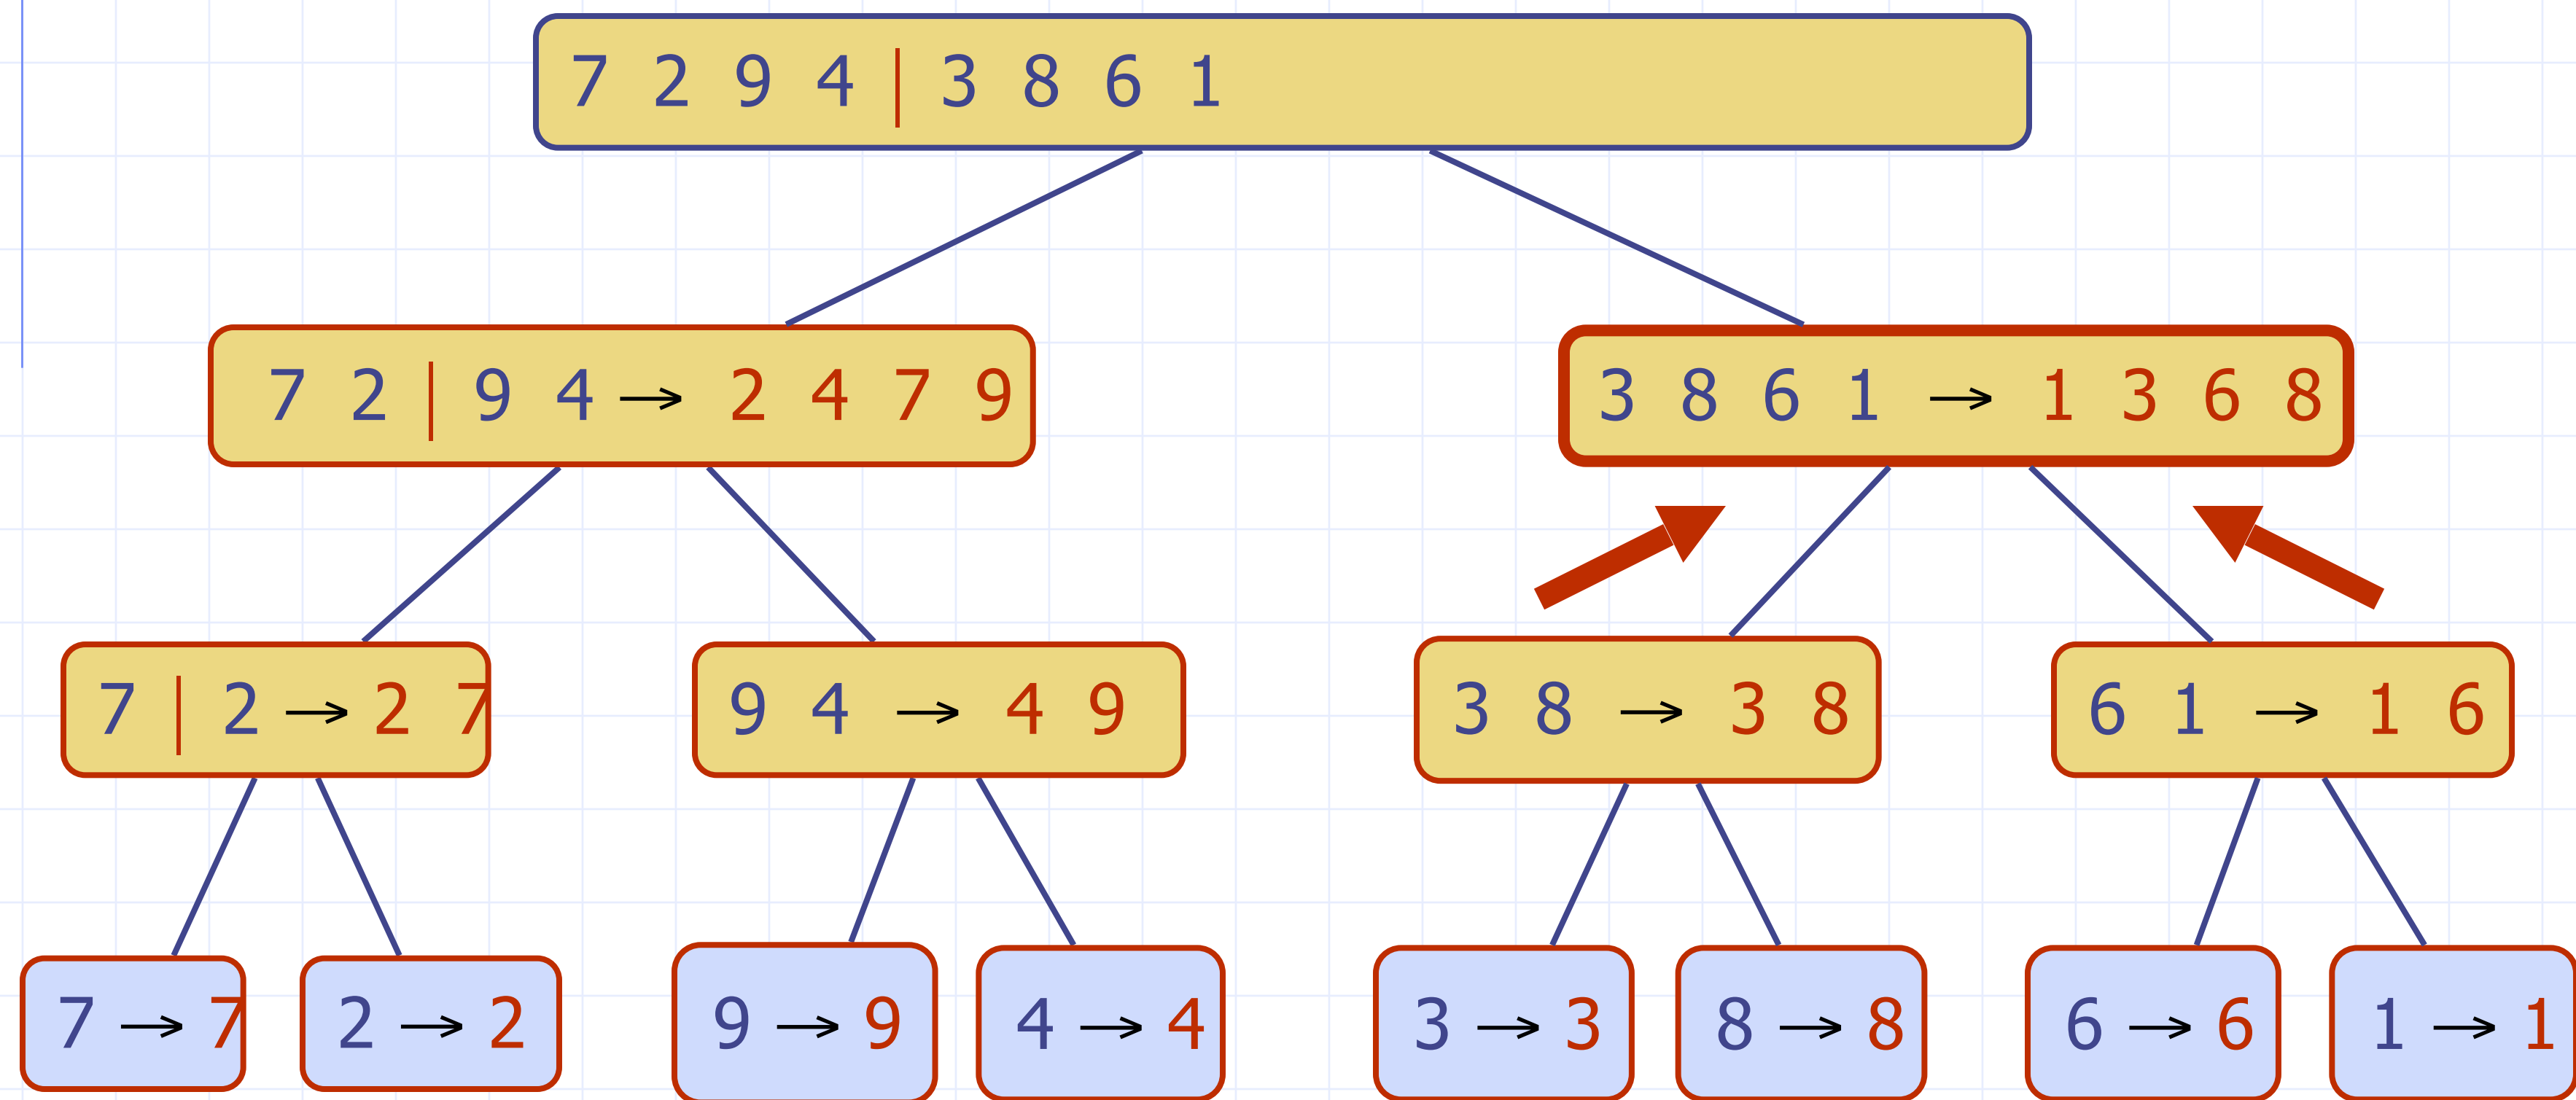 7 2 9 4 | 3 8 6 1
7 2 | 9 4 → 2 4 7 9
3 8 6 1 → 1 3 6 8
7 | 2 → 2 7
9 4 → 4 9
3 8 → 3 8
6 1 → 1 6
7 → 7
2 → 2
9 → 9
4 → 4
3 → 3
8 → 8
6 → 6
1 → 1